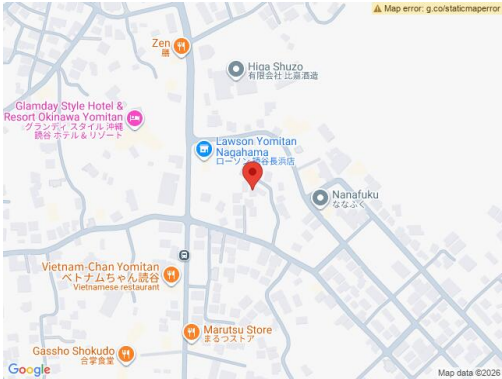 Map error: g.co/staticmaperror
Zen
膳
Higa Shuzo
有限会社 比嘉酒造
Glamday Style Hotel &
Resort Okinawa Yomitan
グランディ スタイル 沖縄
読谷 ホテル & リゾート
Lawson Yomitan
Nagahama
ローソン 読谷長浜店
Nanafuku
ななふく
Vietnam-Chan Yomitan
ベトナムちゃん読谷
Vietnamese restaurant
Marutsu Store
まるつストア
Gassho Shokudo
合掌食堂
Google
Map data ©2026